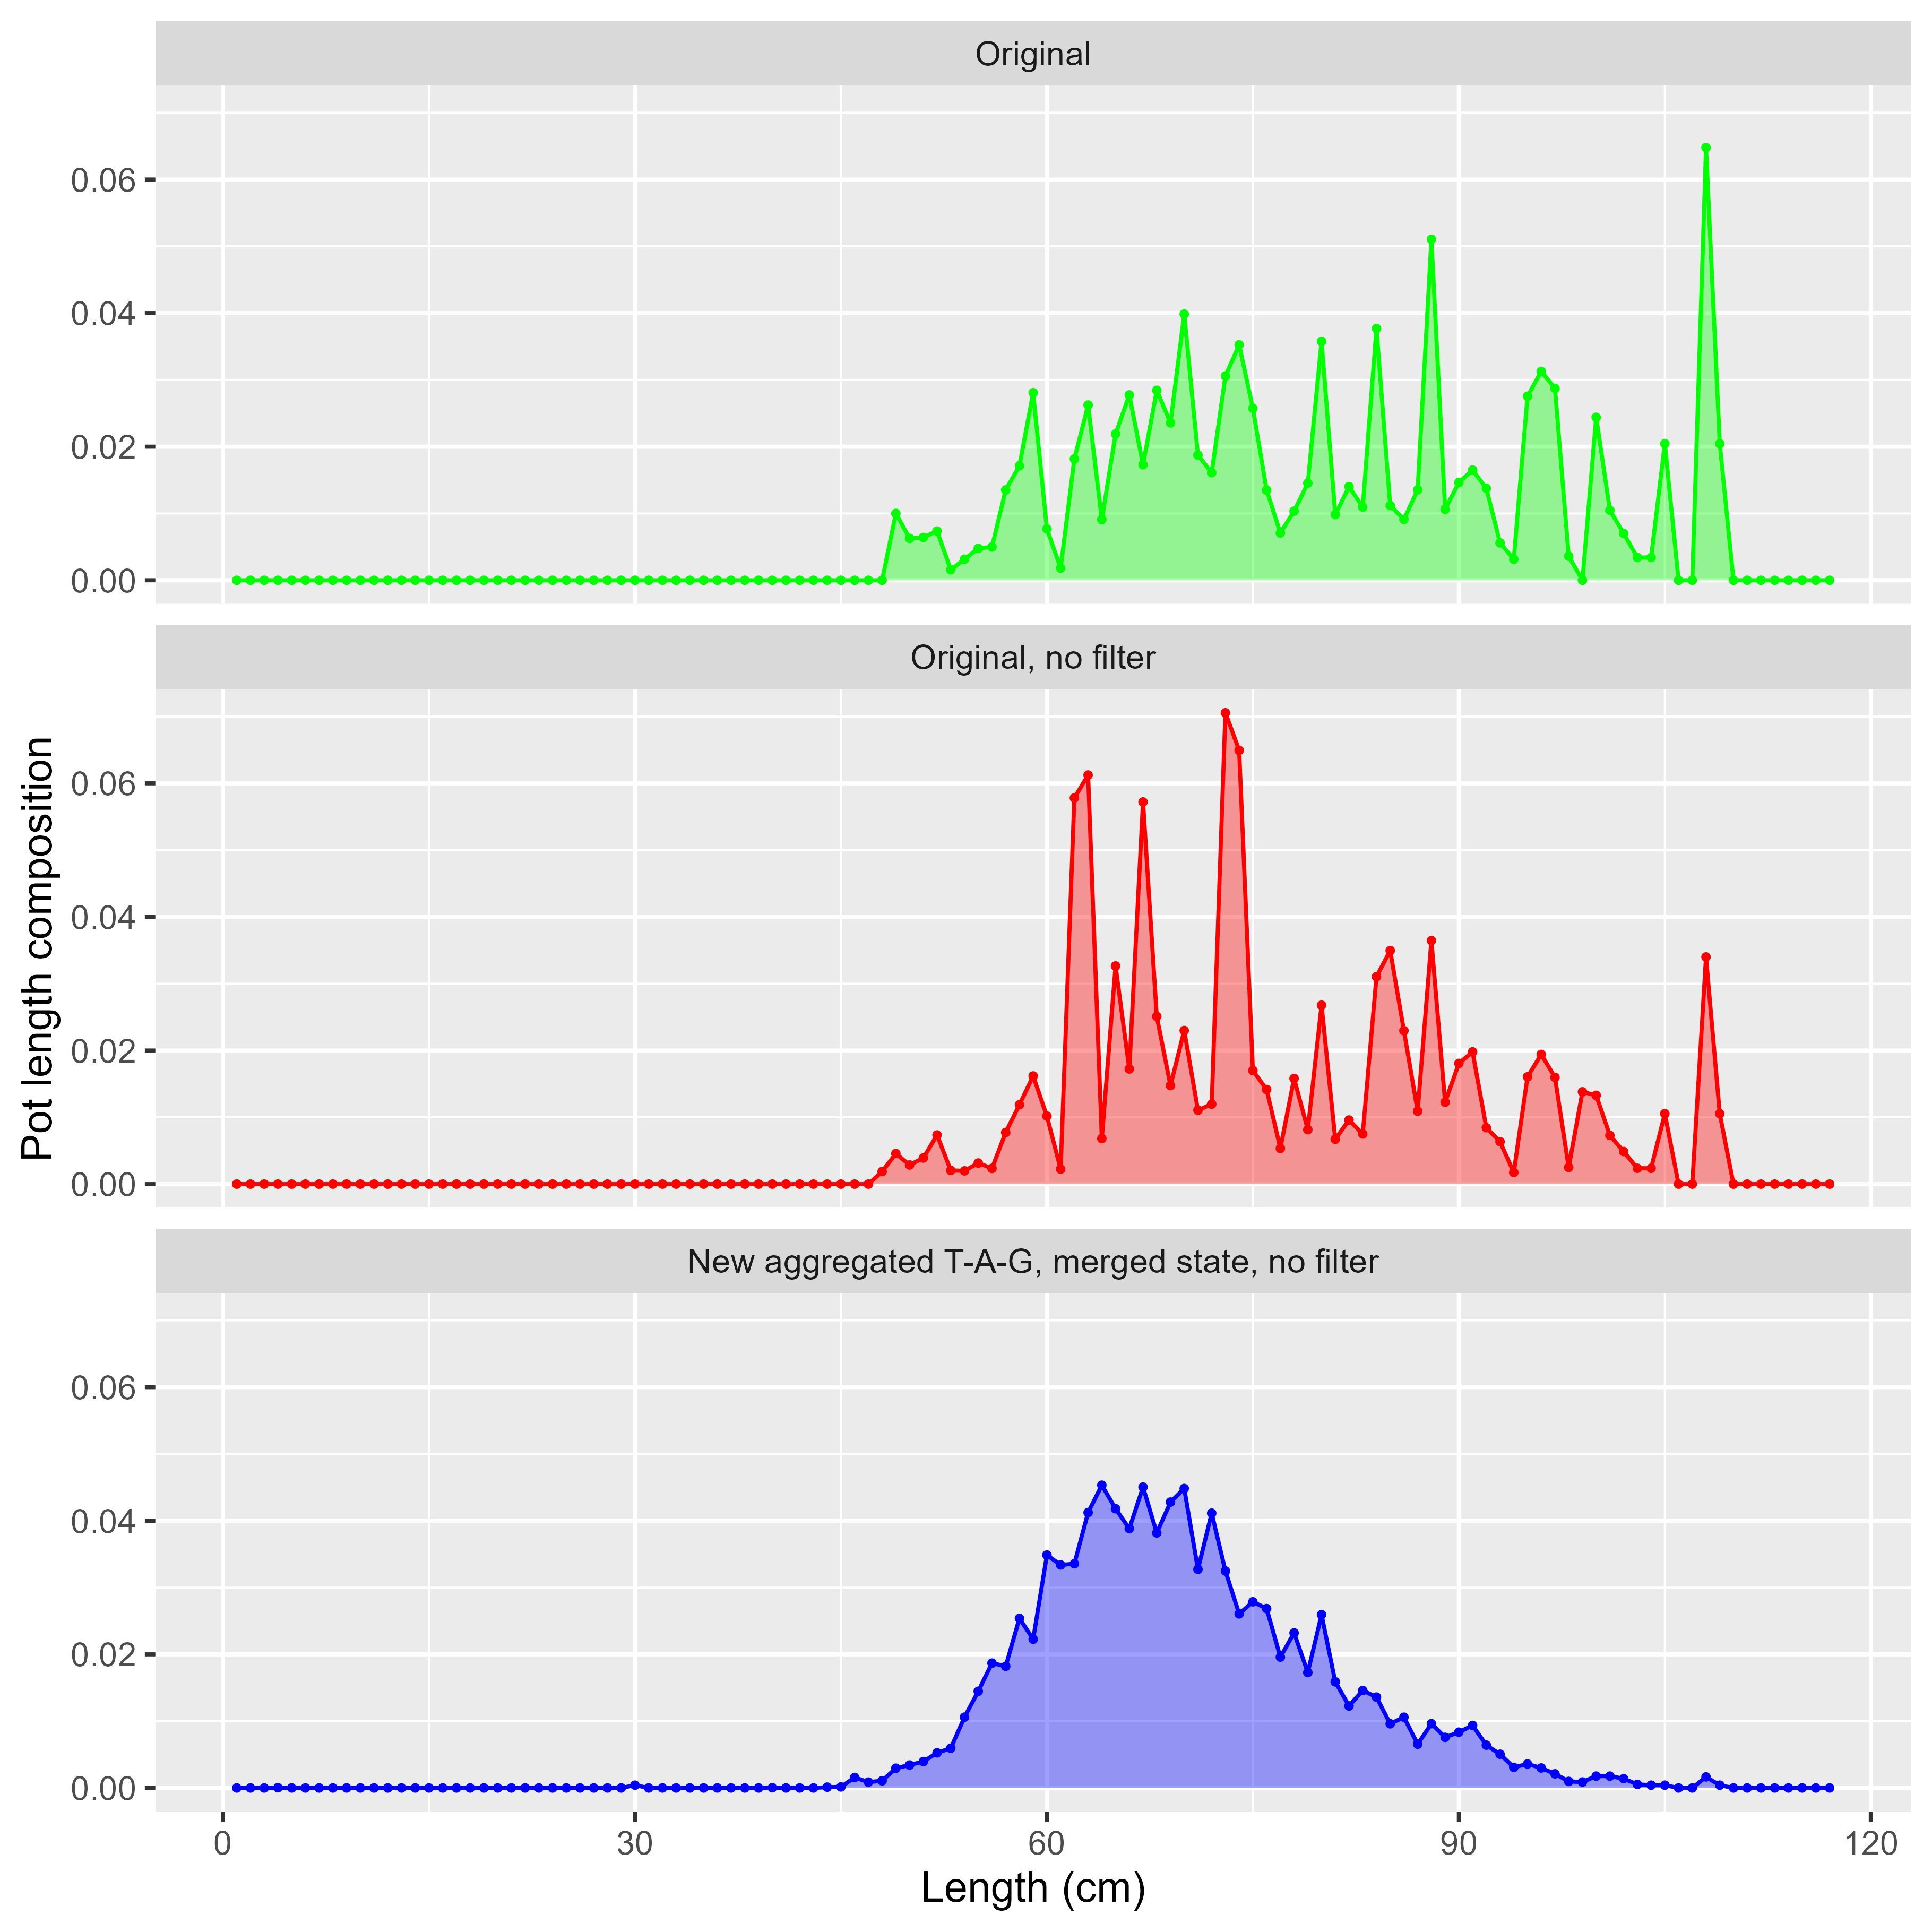 Original
0.06
0.04
0.02
0.00
Original, no filter
0.06
0.04
0.02
0.00
Pot length composition
New aggregated T-A-G, merged state, no filter
0.06
0.04
0.02
0.00
0 30 60 90 120
Length (cm)